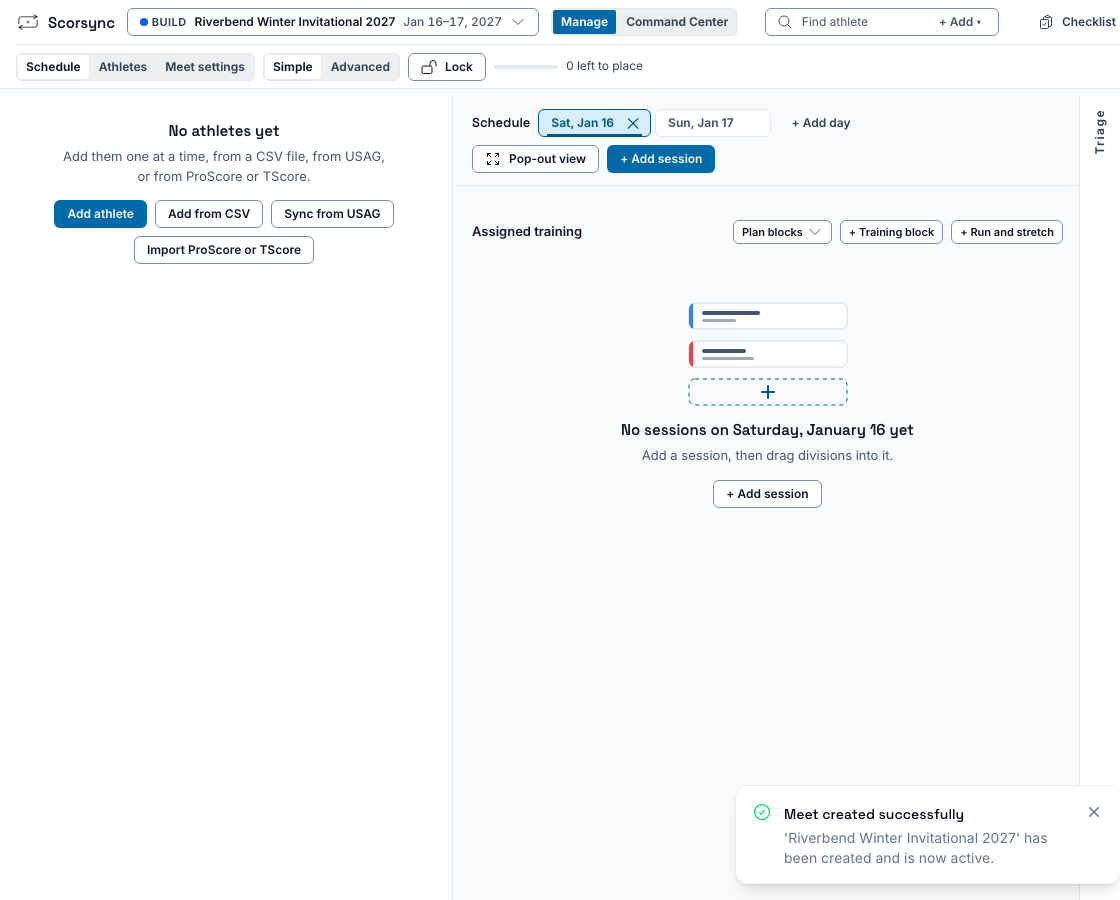 Scorsync
BUILD Riverbend Winter Invitational 2027 Jan 16–17, 2027
Manage Command Center
Find athlete + Add ▾
Checklist
Schedule Athletes Meet settings
Simple Advanced
Lock
0 left to place
No athletes yet
Add them one at a time, from a CSV file, from USAG,
or from ProScore or TScore.
Add athlete Add from CSV Sync from USAG
Import ProScore or TScore
Schedule Sat, Jan 16 Sun, Jan 17 + Add day
Pop-out view + Add session
Assigned training Plan blocks + Training block + Run and stretch
No sessions on Saturday, January 16 yet
Add a session, then drag divisions into it.
+ Add session
Triage
Meet created successfully
'Riverbend Winter Invitational 2027' has
been created and is now active.